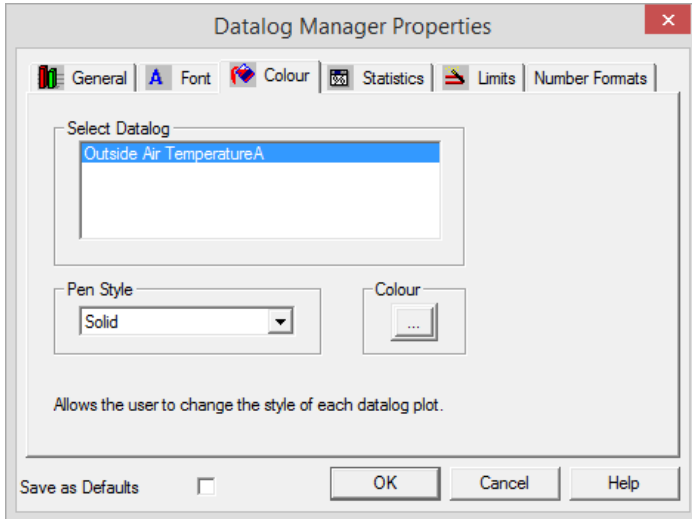 Datalog Manager Properties
General A Font Colour Statistics Limits Number Formats
Select Datalog
Outside Air TemperatureA
Pen Style
Solid
Colour
...
Allows the user to change the style of each datalog plot.
Save as Defaults
OK Cancel Help